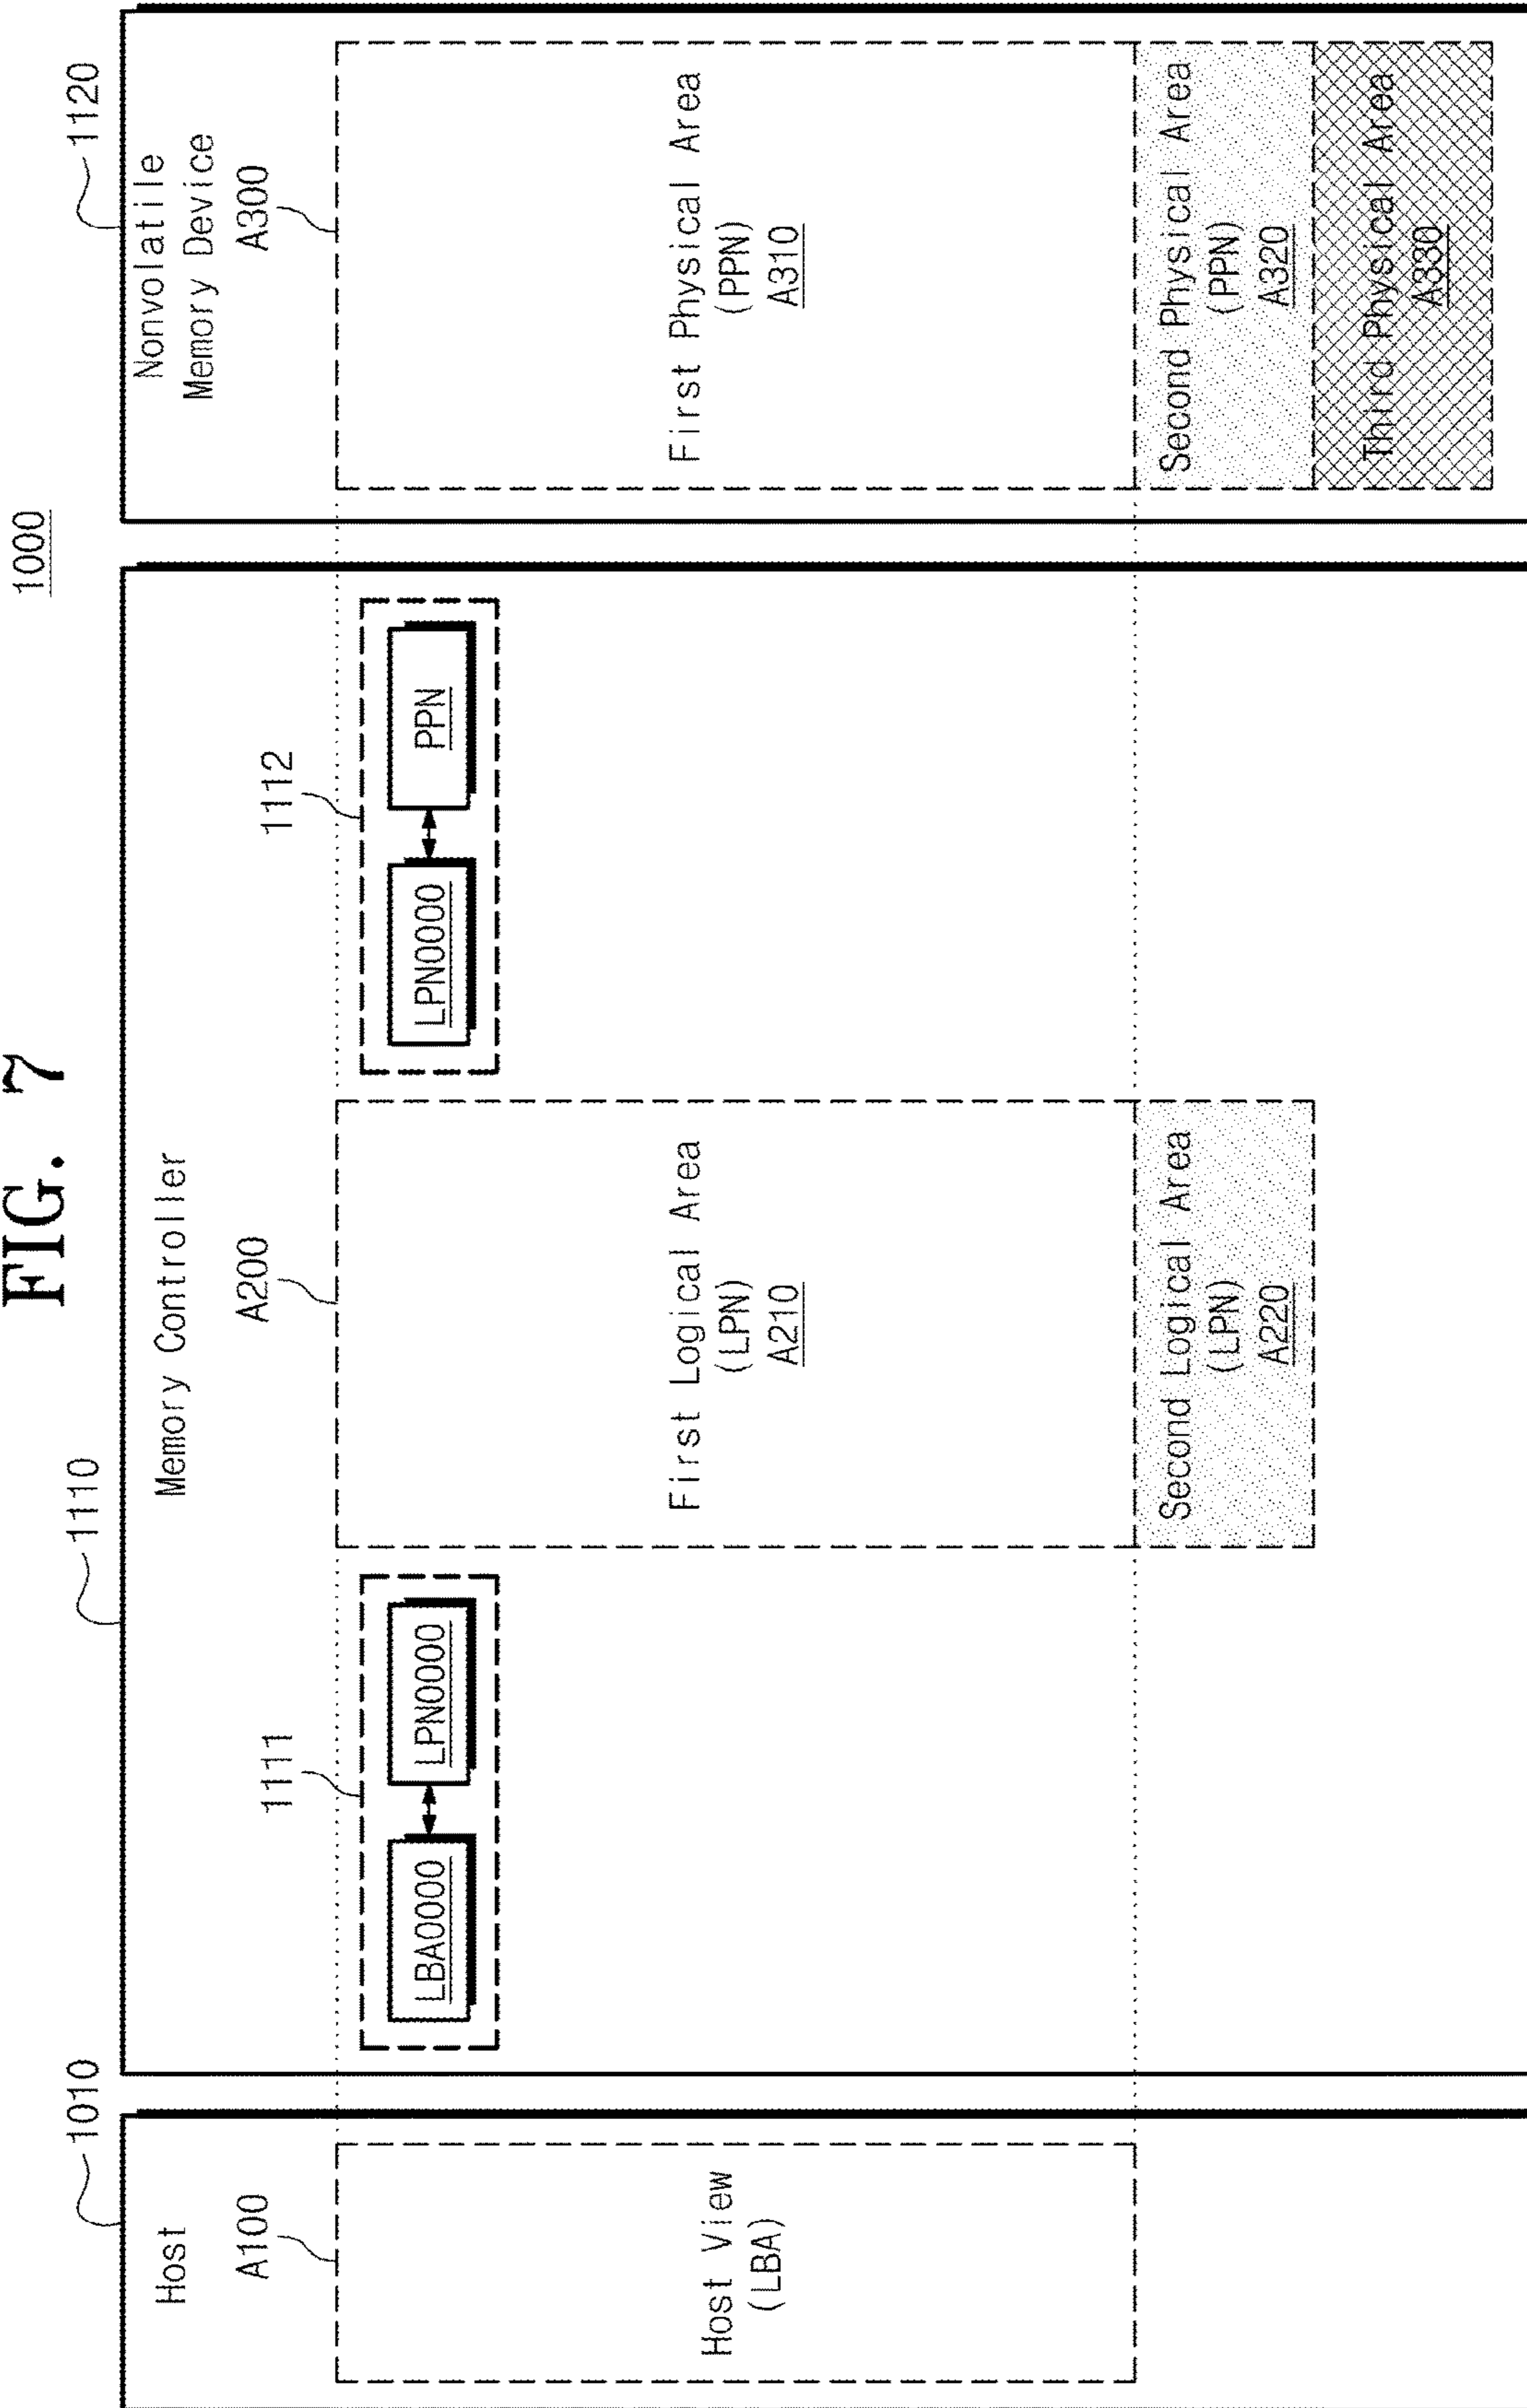 FIG. 7
1000
1010
1110
1120
Host
A100
Host View
(LBA)
Memory Controller
1111
LBA0000
LPN0000
A200
First Logical Area
(LPN)
A210
Second Logical Area
(LPN)
A220
1112
LPN0000
PPN
Nonvolatile
Memory Device
A300
First Physical Area
(PPN)
A310
Second Physical Area
(PPN)
A320
Third Physical Area
A330